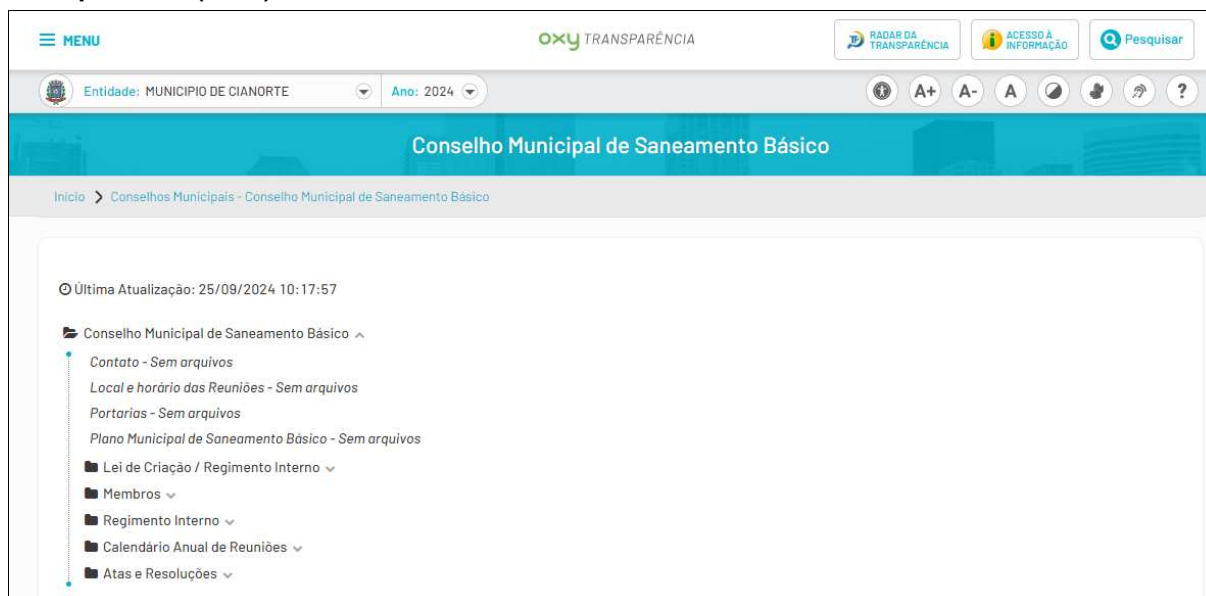 MENU
OXY TRANSPARÊNCIA
RADAR DA
TRANSPARÊNCIA
ACESSO À
INFORMAÇÃO
Pesquisar
Entidade: MUNICIPIO DE CIANORTE
Ano: 2024
A+
A-
A
?
Conselho Municipal de Saneamento Básico
Início > Conselhos Municipais - Conselho Municipal de Saneamento Básico
Última Atualização: 25/09/2024 10:17:57
Conselho Municipal de Saneamento Básico
Contato - Sem arquivos
Local e horário das Reuniões - Sem arquivos
Portarias - Sem arquivos
Plano Municipal de Saneamento Básico - Sem arquivos
Lei de Criação / Regimento Interno
Membros
Regimento Interno
Calendário Anual de Reuniões
Atas e Resoluções